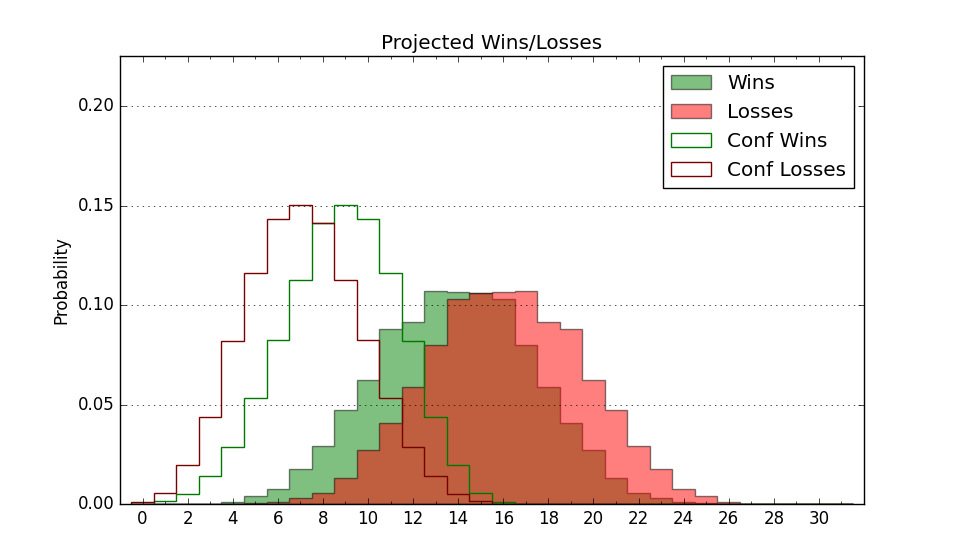 Projected Wins/Losses
Probability
0.20
0.15
0.10
0.05
0.00
0 2 4 6 8 10 12 14 16 18 20 22 24 26 28 30
Wins
Losses
Conf Wins
Conf Losses